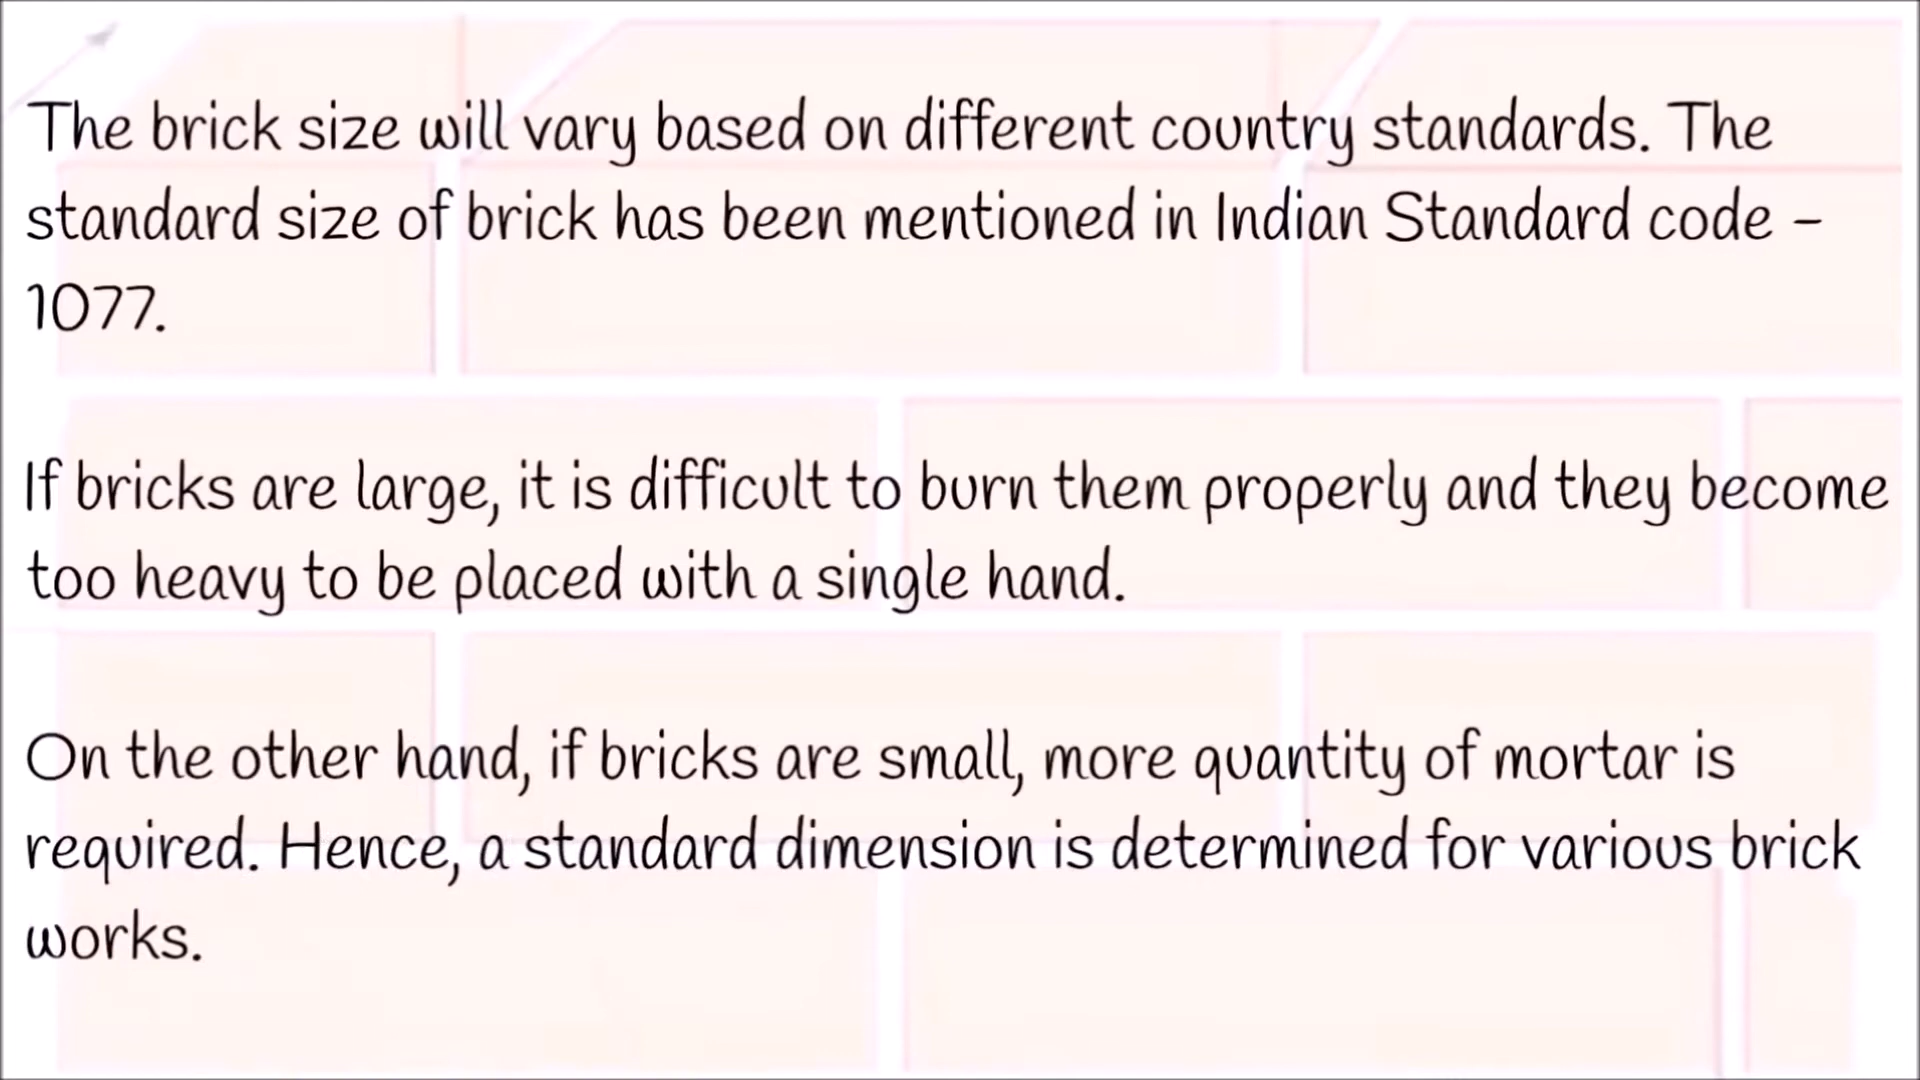 The brick size will vary based on different country standards. The
standard size of brick has been mentioned in Indian Standard code –
1077.
If bricks are large, it is difficult to burn them properly and they become
too heavy to be placed with a single hand.
On the other hand, if bricks are small, more quantity of mortar is
required. Hence, a standard dimension is determined for various brick
works.